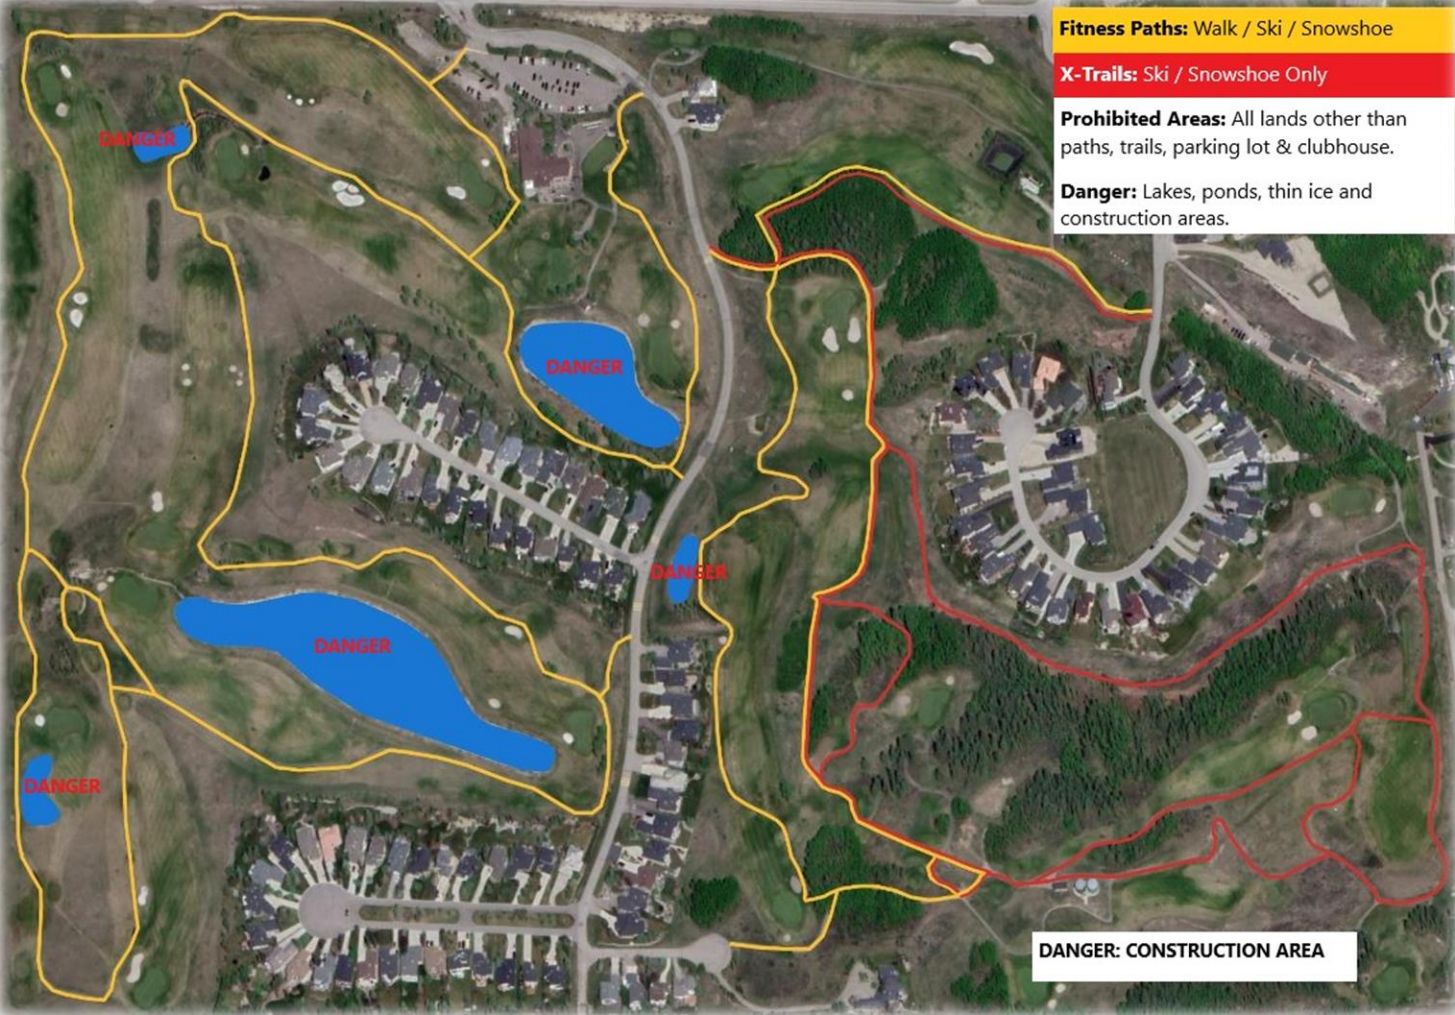 Fitness Paths: Walk / Ski / Snowshoe
X-Trails: Ski / Snowshoe Only
Prohibited Areas: All lands other than
paths, trails, parking lot & clubhouse.
Danger: Lakes, ponds, thin ice and
construction areas.
DANGER
DANGER
DANGER
DANGER
DANGER
DANGER: CONSTRUCTION AREA